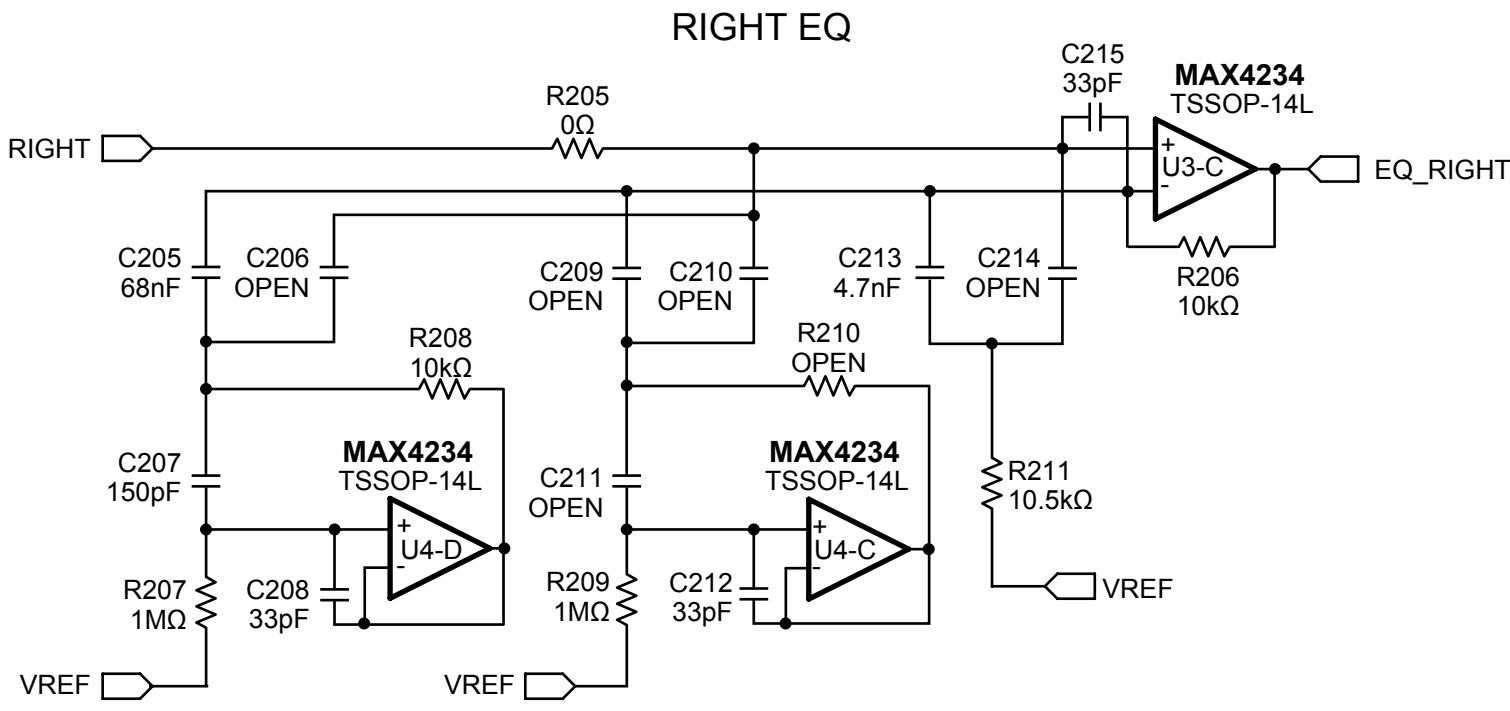 RIGHT EQ
C215
33pF
MAX4234
TSSOP-14L
R205
0Ω
RIGHT
+
U3-C
-
EQ_RIGHT
C205
68nF
C206
OPEN
C209
OPEN
C210
OPEN
C213
4.7nF
C214
OPEN
R206
10kΩ
R208
10kΩ
R210
OPEN
C207
150pF
MAX4234
TSSOP-14L
C211
OPEN
MAX4234
TSSOP-14L
R211
10.5kΩ
+
U4-D
-
+
U4-C
-
R207
1MΩ
C208
33pF
R209
1MΩ
C212
33pF
VREF
VREF
VREF